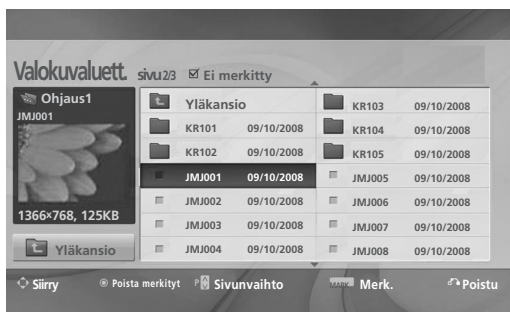 Valokuvaluett. sivu 2/3 Ei merkitty
Ohjaus1
JMJ001
1366×768, 125KB
Yläkansio
Yläkansio
KR101 09/10/2008
KR102 09/10/2008
JMJ001 09/10/2008
JMJ002 09/10/2008
JMJ003 09/10/2008
JMJ004 09/10/2008
KR103 09/10/2008
KR104 09/10/2008
KR105 09/10/2008
JMJ005 09/10/2008
JMJ006 09/10/2008
JMJ007 09/10/2008
JMJ008 09/10/2008
Siirry Poista merkityt P Sivunvaihto MARK Merk. Poistu